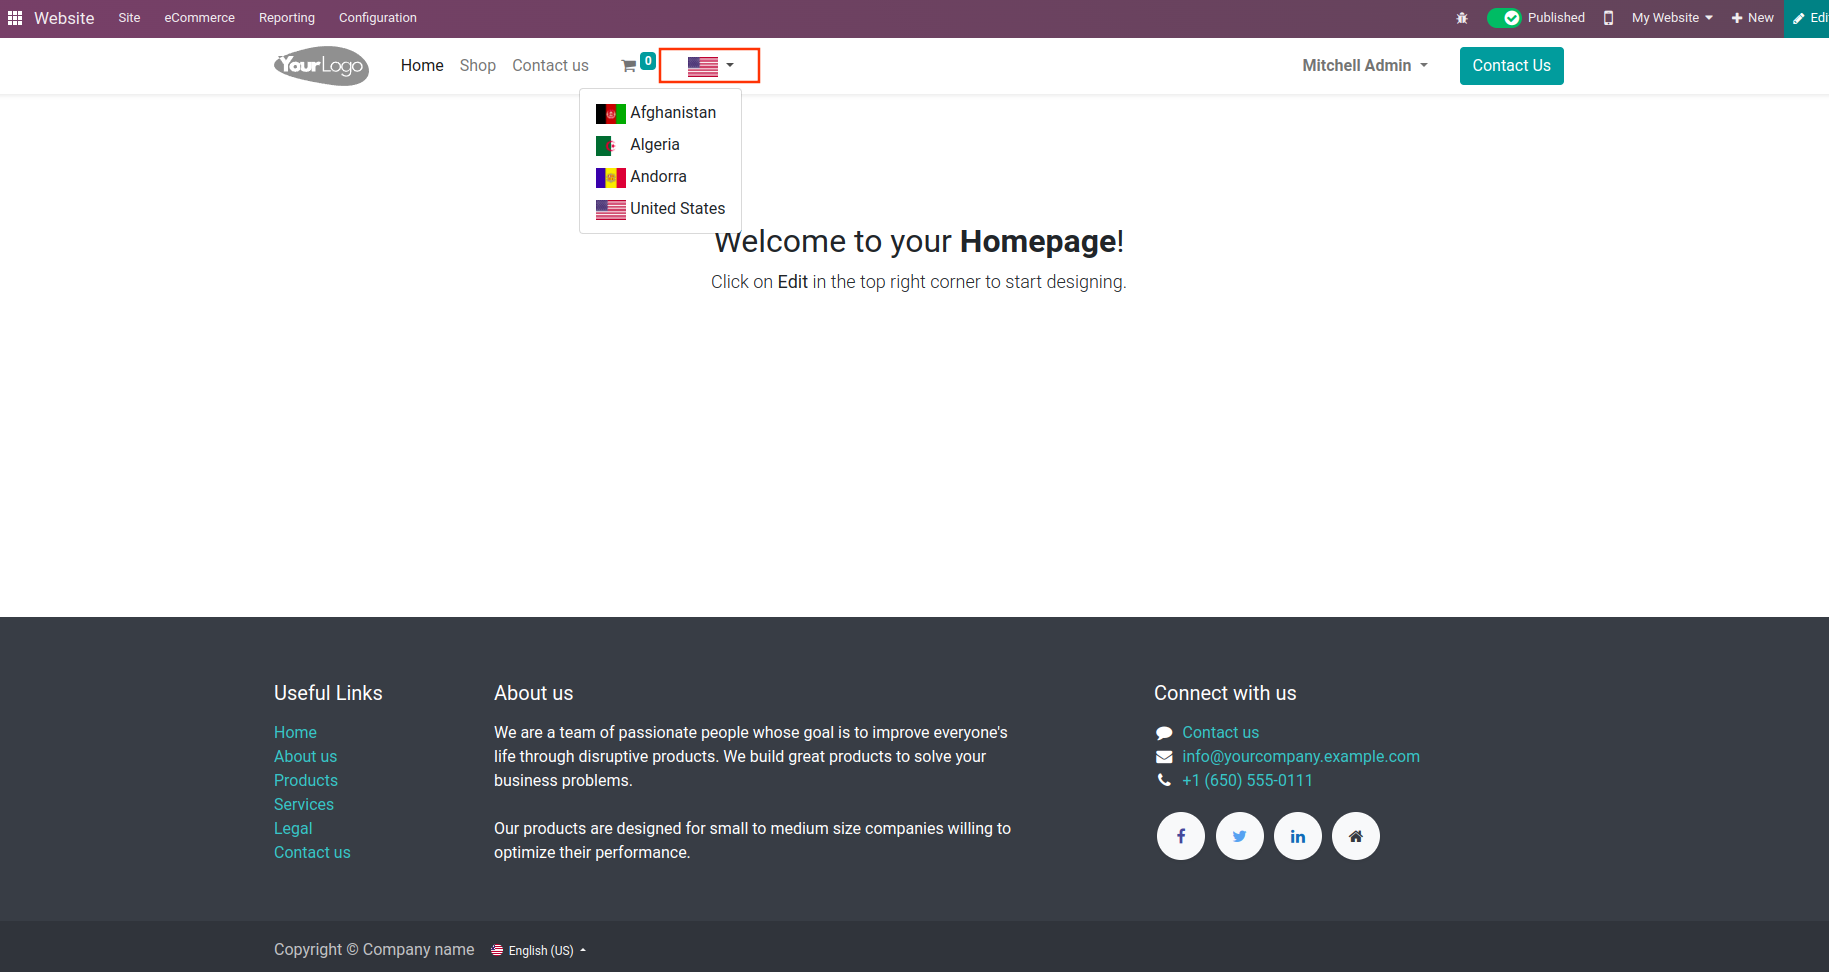 Website Site eCommerce Reporting Configuration Published My Website New Edi
YourLogo Home Shop Contact us 0 Mitchell Admin Contact Us
Afghanistan
Algeria
Andorra
United States
Welcome to your Homepage!
Click on Edit in the top right corner to start designing.
Useful Links
Home
About us
Products
Services
Legal
Contact us
About us
We are a team of passionate people whose goal is to improve everyone's
life through disruptive products. We build great products to solve your
business problems.
Our products are designed for small to medium size companies willing to
optimize their performance.
Connect with us
Contact us
info@yourcompany.example.com
+1 (650) 555-0111
Copyright © Company name English (US)